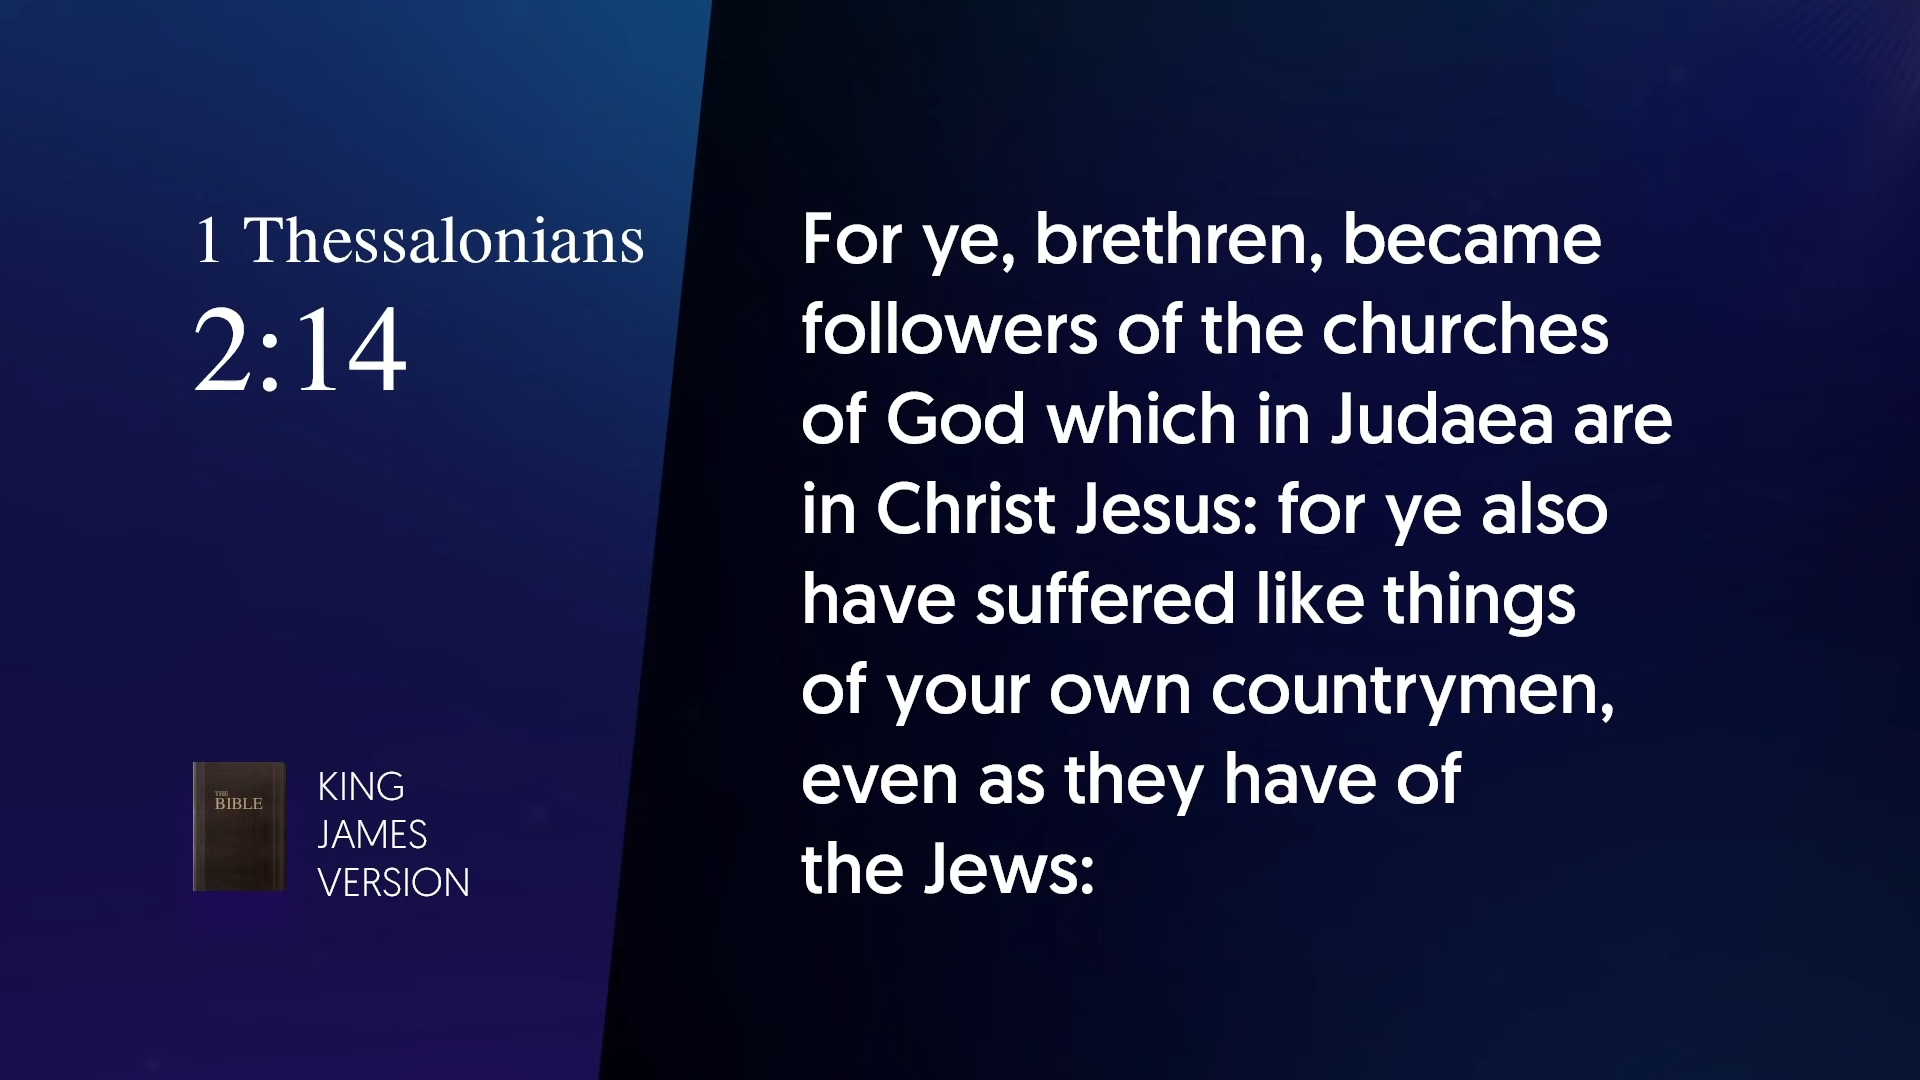 1 Thessalonians
2:14
For ye, brethren, became
followers of the churches
of God which in Judaea are
in Christ Jesus: for ye also
have suffered like things
of your own countrymen,
even as they have of
the Jews:
THE
BIBLE
KING
JAMES
VERSION